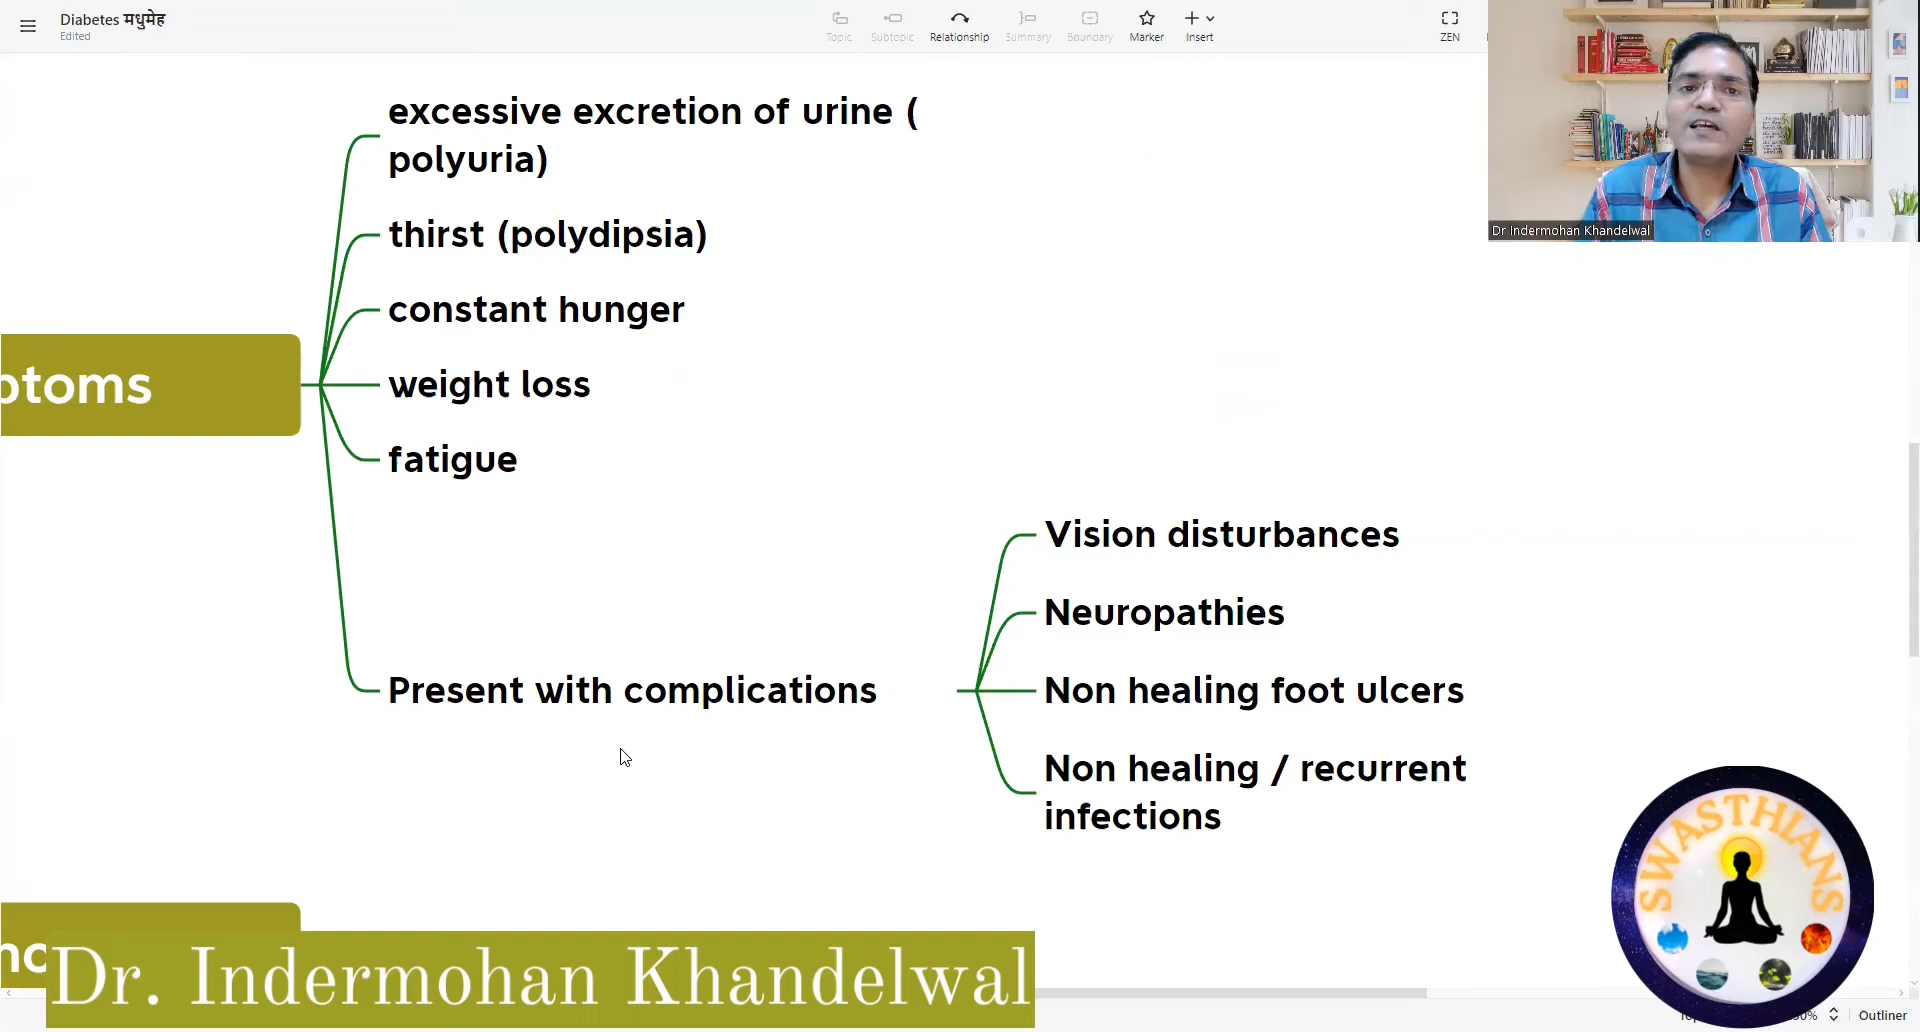 Diabetes मधुमेह
Edited
Topic
Subtopic
Relationship
Summary
Boundary
Marker
Insert
ZEN
excessive excretion of urine (
polyuria)
thirst (polydipsia)
constant hunger
weight loss
fatigue
ptoms
Present with complications
Vision disturbances
Neuropathies
Non healing foot ulcers
Non healing / recurrent
infections
Dr Indermohan Khandelwal
SWASTHIANS
Dr. Indermohan Khandelwal
Outliner